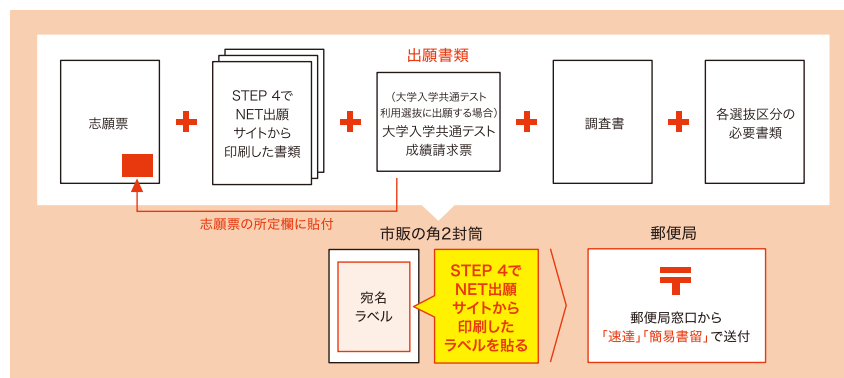 出願書類
志願票
STEP 4で
NET出願
サイトから
印刷した書類
（大学入学共通テスト
利用選抜に出願する場合）
大学入学共通テスト
成績請求票
調査書
各選抜区分の
必要書類
志願票の所定欄に貼付
市販の角2封筒
宛名
ラベル
STEP 4で
NET出願
サイトから
印刷した
ラベルを貼る
郵便局
〒
郵便局窓口から
「速達」「簡易書留」で送付